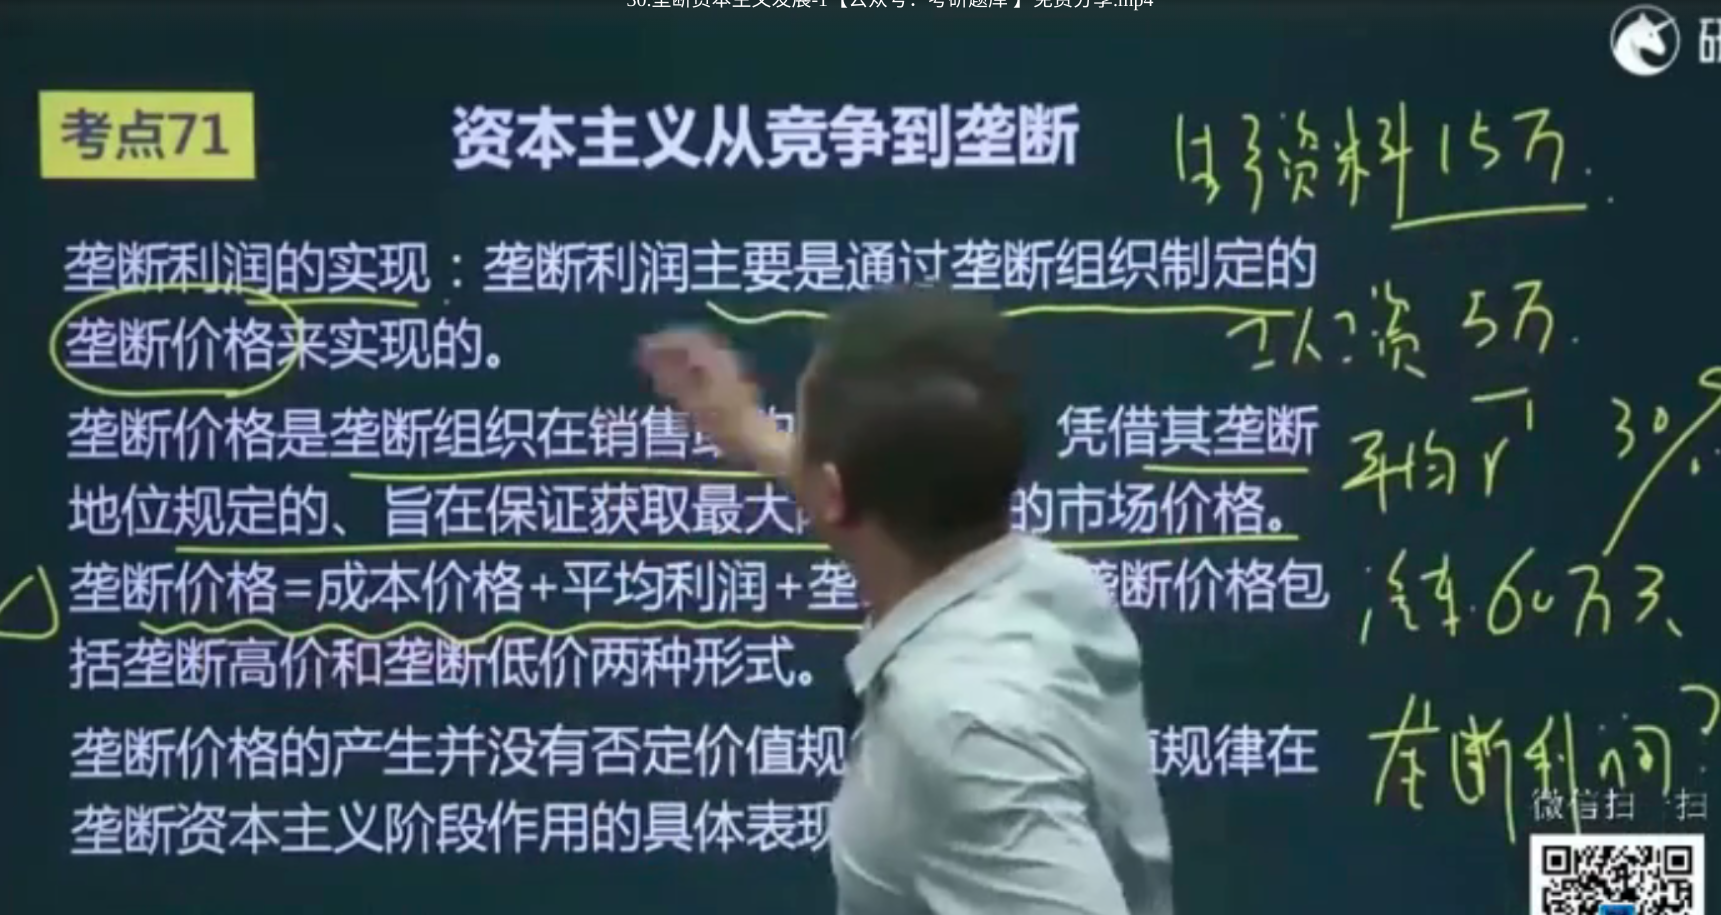 30.垄断资本主义发展-1【公众号：考研题库 】免费分享.mp4
研
考点71
资本主义从竞争到垄断
生产资料15万
垄断利润的实现：垄断利润主要是通过垄断组织制定的
垄断价格来实现的。
工人工资 5万
垄断价格是垄断组织在销售 凭借其垄断
平均r
30
地位规定的、旨在保证获取最大 的市场价格。
垄断价格=成本价格+平均利润+垄 垄断价格包
汽车 60万
括垄断高价和垄断低价两种形式。
垄断利润?
垄断价格的产生并没有否定价值规 值规律在
垄断资本主义阶段作用的具体表现
微信扫一扫